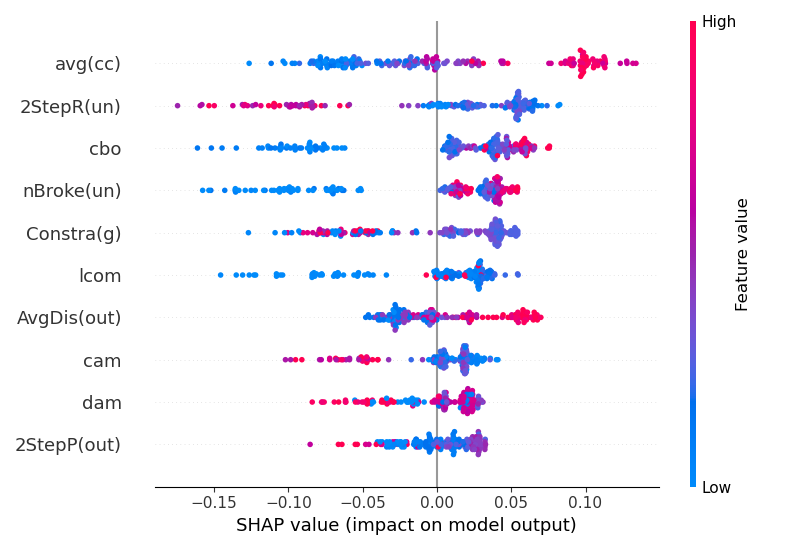 High
avg(cc)
2StepR(un)
cbo
nBroke(un)
Constra(g)
lcom
AvgDis(out)
cam
dam
2StepP(out)
Feature value
Low
−0.15 −0.10 −0.05 0.00 0.05 0.10
SHAP value (impact on model output)